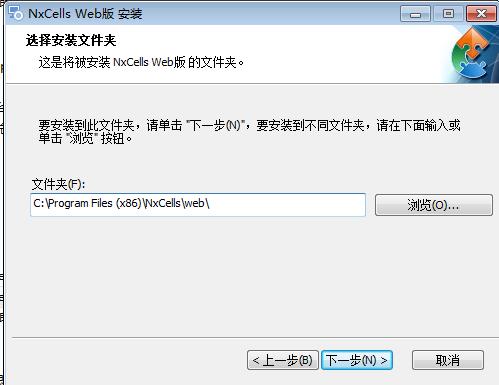 NxCells Web版 安装
选择安装文件夹
这是将被安装 NxCells Web版 的文件夹。
要安装到此文件夹，请单击 "下一步(N)"，要安装到不同文件夹，请在下面输入或
单击 "浏览" 按钮。
文件夹(F):
C:\Program Files (x86)\NxCells\web\
浏览(O)...
< 上一步(B)
下一步(N) >
取消